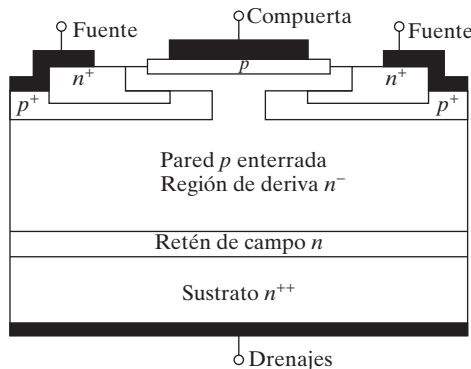 Fuente
Compuerta
Fuente
p
n+
n+
p+
p+
Pared p enterrada
Región de deriva n−
Retén de campo n
Sustrato n++
Drenajes